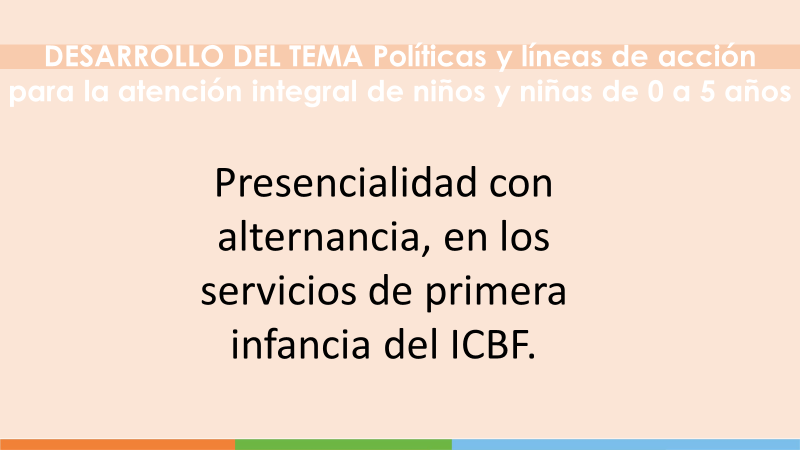 DESARROLLO DEL TEMA Políticas y líneas de acción
para la atención integral de niños y niñas de 0 a 5 años
Presencialidad con
alternancia, en los
servicios de primera
infancia del ICBF.